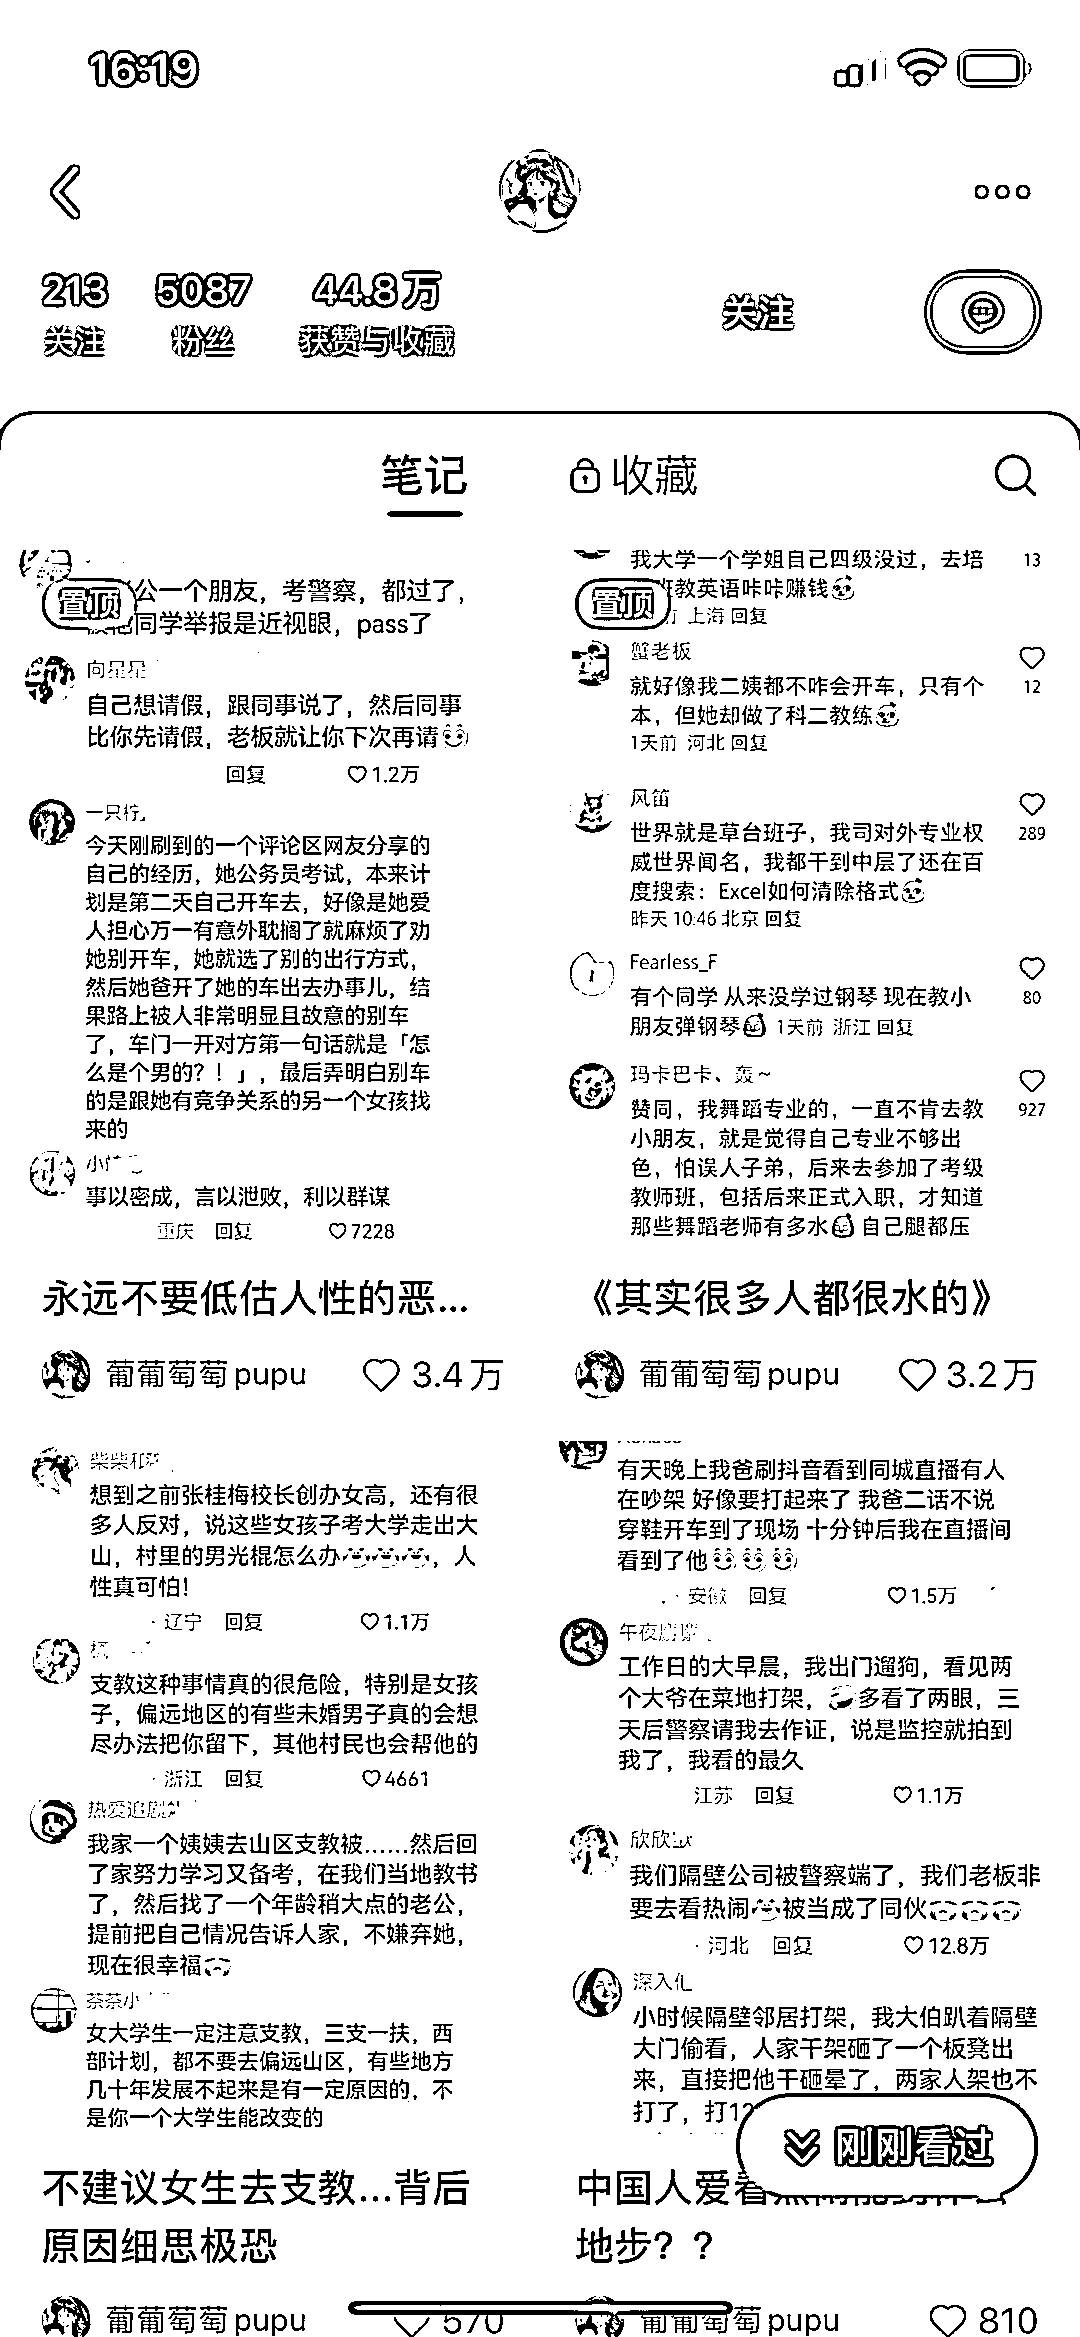 16:19
213 5087 44.8万
关注 粉丝 获赞与收藏 关注
笔记 收藏
置顶
公一个朋友，考警察，都过了，
同学举报是近视眼，pass了
向星星
自己想请假，跟同事说了，然后同事
比你先请假，老板就让你下次再请
回复 1.2万
一只柠
今天刚刷到的一个评论区网友分享的
自己的经历，她公务员考试，本来计
划是第二天自己开车去，好像是她爱
人担心万一有意外耽搁了就麻烦了劝
她别开车，她就选了别的出行方式，
然后她爸开了她的车出去办事儿，结
果路上被人非常明显且故意的别车
了，车门一开对方第一句话就是「怎
么是个男的？！」，最后弄明白别车
的是跟她有竞争关系的另一个女孩找
来的
事以密成，言以泄败，利以群谋
重庆 回复 7228
永远不要低估人性的恶...
葡葡萄萄pupu 3.4万
我大学一个学姐自己四级没过，去培 13
置顶
班教英语咔咔赚钱
上海 回复
蟹老板
就好像我二姨都不咋会开车，只有个 12
本，但她却做了科二教练
1天前 河北 回复
风笛
世界就是草台班子，我司对外专业权 289
威世界闻名，我都干到中层了还在百
度搜索：Excel如何清除格式
昨天 10:46 北京 回复
Fearless_F
有个同学 从来没学过钢琴 现在教小 80
朋友弹钢琴 1天前 浙江 回复
玛卡巴卡、轰~
赞同，我舞蹈专业的，一直不肯去教 927
小朋友，就是觉得自己专业不够出
色，怕误人子弟，后来去参加了考级
教师班，包括后来正式入职，才知道
那些舞蹈老师有多水 自己腿都压
《其实很多人都很水的》
葡葡萄萄pupu 3.2万
柴柴和
想到之前张桂梅校长创办女高，还有很
多人反对，说这些女孩子考大学走出大
山，村里的男光棍怎么办，人
性真可怕！
辽宁 回复 1.1万
支教这种事情真的很危险，特别是女孩
子，偏远地区的有些未婚男子真的会想
尽办法把你留下，其他村民也会帮他的
浙江 回复 4661
热爱追剧
我家一个姨姨去山区支教被……然后回
了家努力学习又备考，在我们当地教书
了，然后找了一个年龄稍大点的老公，
提前把自己情况告诉人家，不嫌弃她，
现在很幸福
茶茶小
女大学生一定注意支教，三支一扶，西
部计划，都不要去偏远山区，有些地方
几十年发展不起来是有一定原因的，不
是你一个大学生能改变的
不建议女生去支教...背后
原因细思极恐
葡葡萄萄pupu 570
有天晚上我爸刷抖音看到同城直播有人
在吵架 好像要打起来了 我爸二话不说
穿鞋开车到了现场 十分钟后我在直播间
看到了他
安徽 回复 1.5万
午夜
工作日的大早晨，我出门遛狗，看见两
个大爷在菜地打架，多看了两眼，三
天后警察请我去作证，说是监控就拍到
我了，我看的最久
江苏 回复 1.1万
欣欣
我们隔壁公司被警察端了，我们老板非
要去看热闹被当成了同伙
河北 回复 12.8万
深入化
小时候隔壁邻居打架，我大伯趴着隔壁
大门偷看，人家干架砸了一个板凳出
来，直接把他干砸晕了，两家人架也不
打了，打12
刚刚看过
中国人爱看
地步？？
葡葡萄萄pupu 810